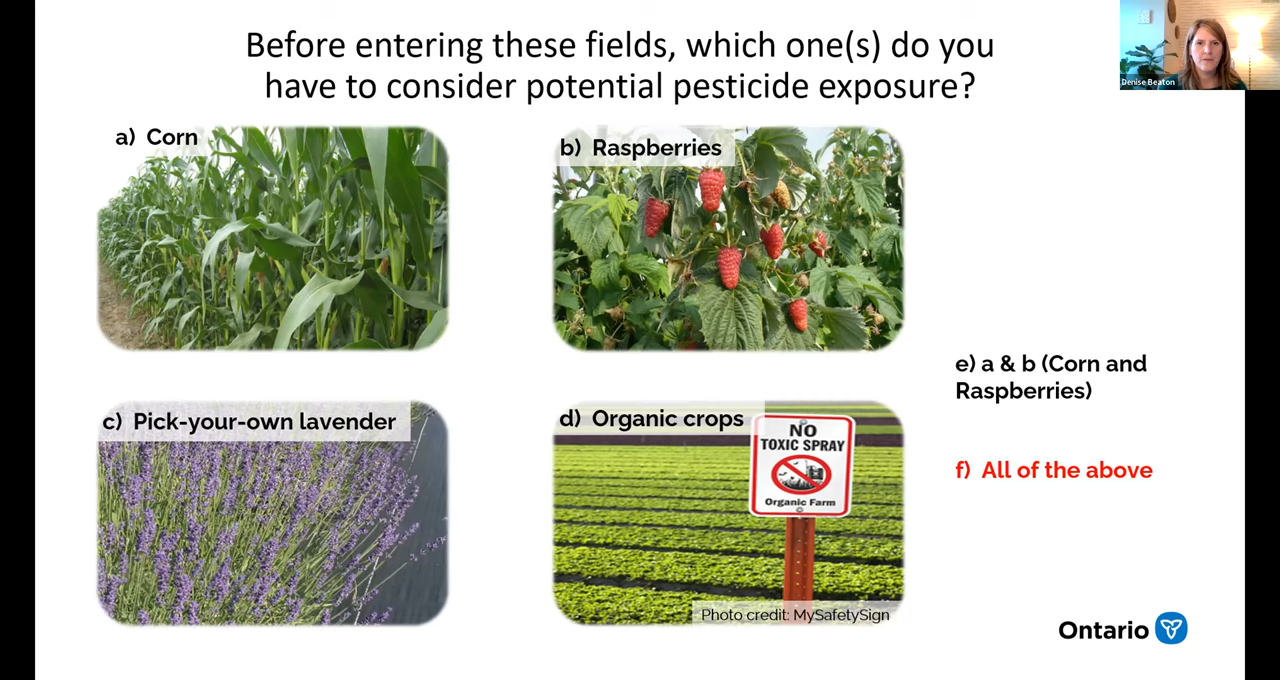 Before entering these fields, which one(s) do you
have to consider potential pesticide exposure?
Denise Beaton
a) Corn
b) Raspberries
e) a & b (Corn and
Raspberries)
c) Pick-your-own lavender
d) Organic crops
NO
TOXIC SPRAY
Organic Farm
f) All of the above
Photo credit: MySafetySign
Ontario